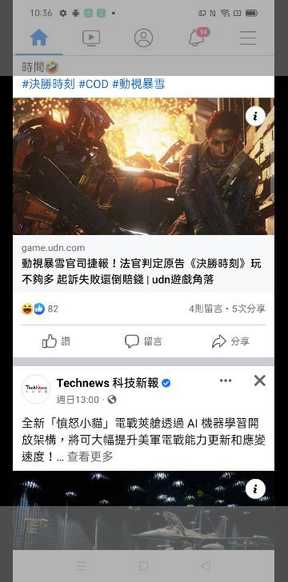 10:36
14
時間🤣
#決勝時刻 #COD #動視暴雪
game.udn.com
動視暴雪官司捷報！法官判定原告《決勝時刻》玩
不夠多 起訴失敗還倒賠錢 | udn遊戲角落
82
4則留言・5次分享
讚
留言
分享
Technews 科技新報
週日13:00
全新「憤怒小貓」電戰莢艙透過 AI 機器學習開
放架構，將可大幅提升美軍電戰能力更新和應變
速度！... 查看更多